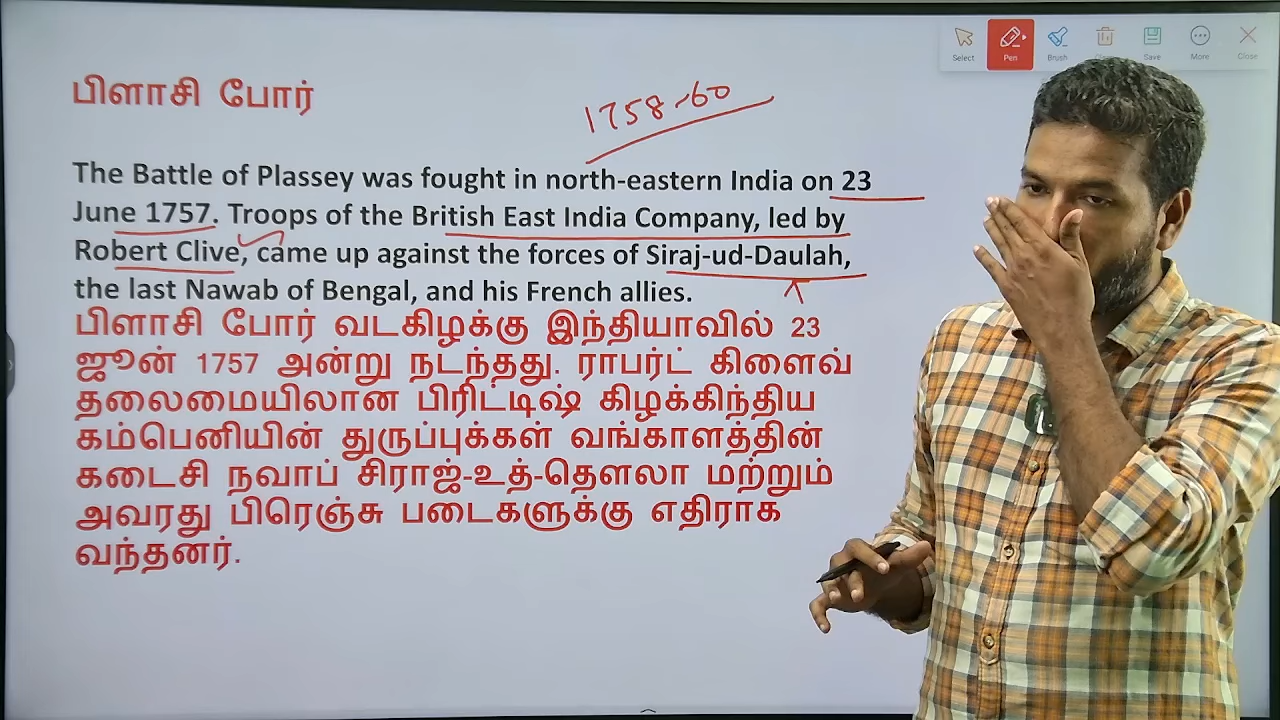 Select Pen Brush Save More Close
பிளாசி போர்
1758-60
The Battle of Plassey was fought in north-eastern India on 23
June 1757. Troops of the British East India Company, led by
Robert Clive, came up against the forces of Siraj-ud-Daulah,
the last Nawab of Bengal, and his French allies.
பிளாசி போர் வடகிழக்கு இந்தியாவில் 23
ஜூன் 1757 அன்று நடந்தது. ராபர்ட் கிளைவ்
தலைமையிலான பிரிட்டிஷ் கிழக்கிந்திய
கம்பெனியின் துருப்புக்கள் வங்காளத்தின்
கடைசி நவாப் சிராஜ்-உத்-தௌலா மற்றும்
அவரது பிரெஞ்சு படைகளுக்கு எதிராக
வந்தனர்.